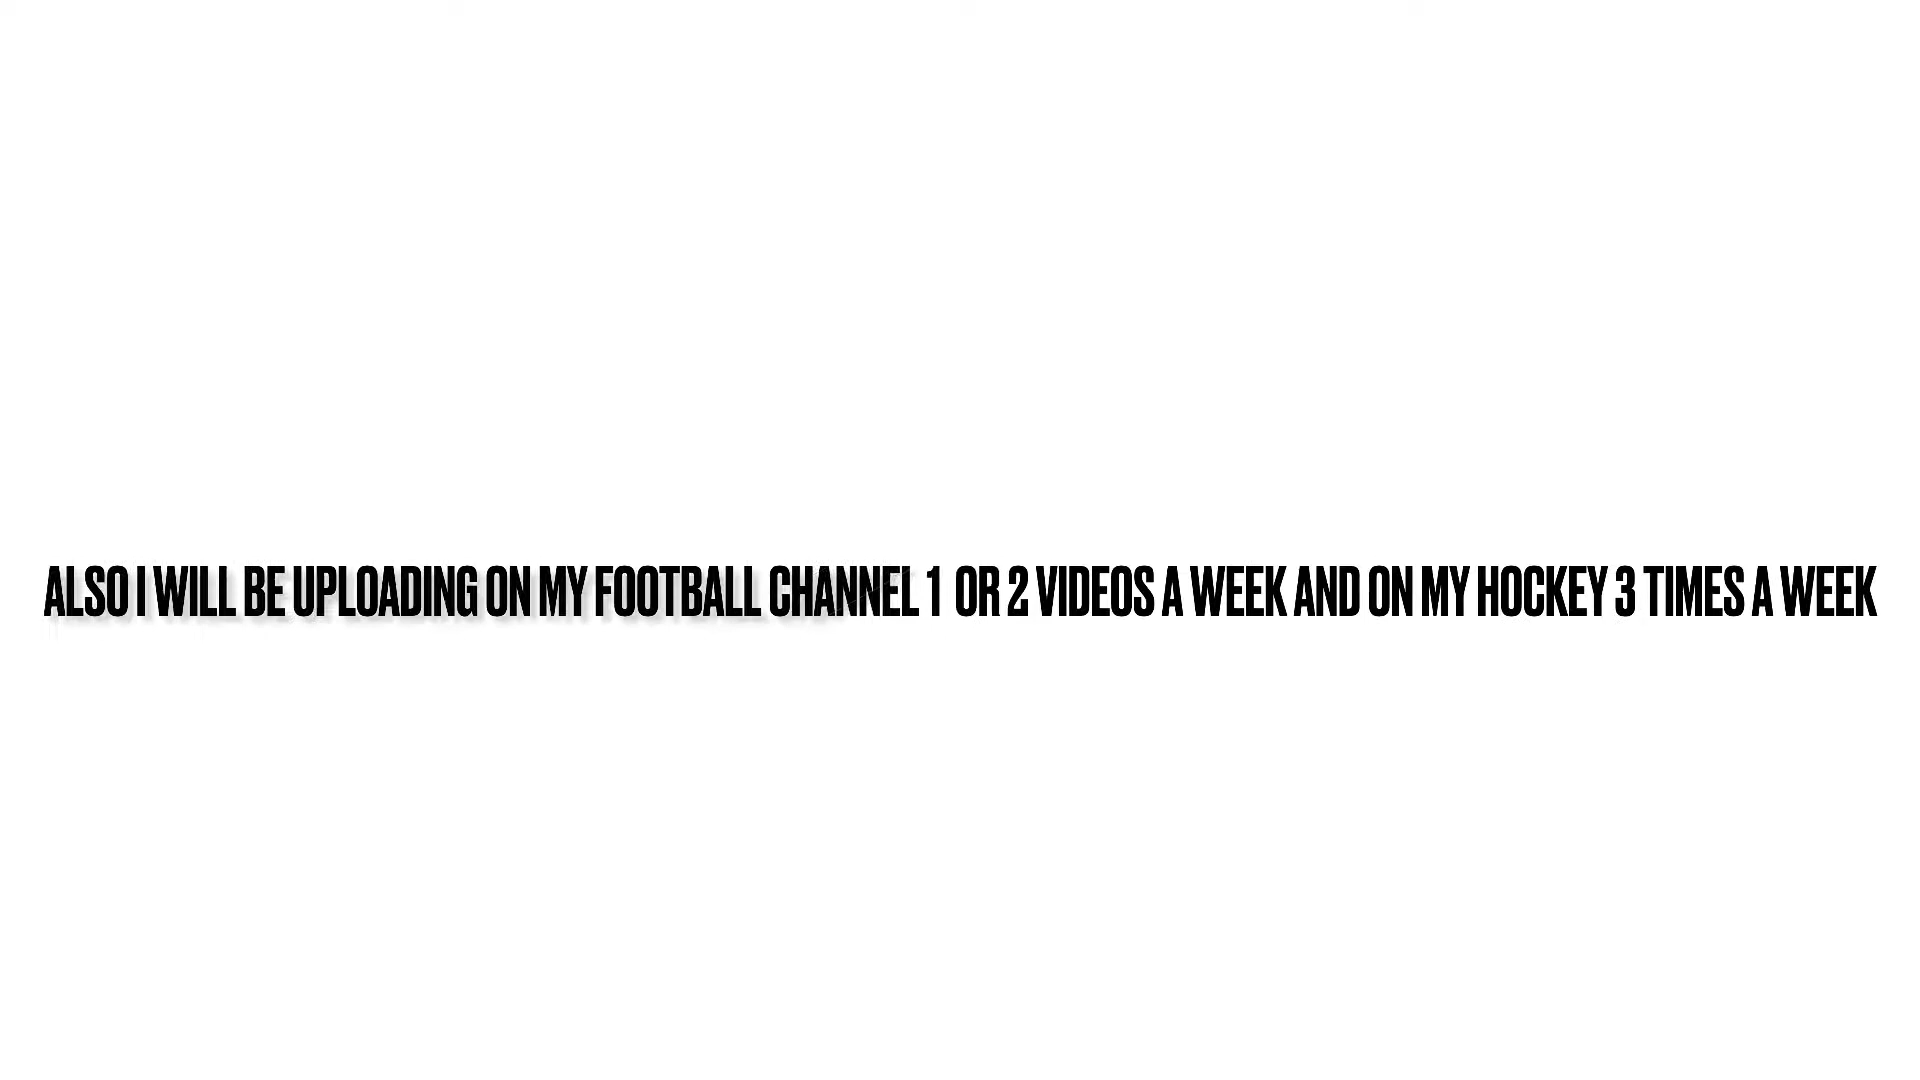 ALSO I WILL BE UPLOADING ON MY FOOTBALL CHANNEL 1 OR 2 VIDEOS A WEEK AND ON MY HOCKEY 3 TIMES A WEEK